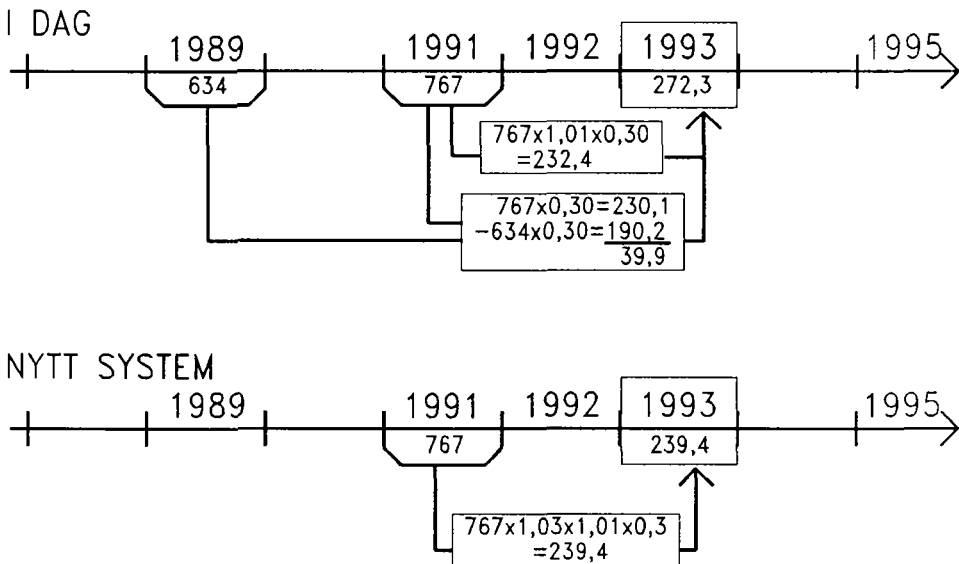 I DAG
1989 1991 1992 1993 1995
634 767 272,3
767x1,01x0,30
=232,4
767x0,30=230,1
-634x0,30=190,2
39,9
NYTT SYSTEM
1989 1991 1992 1993 1995
767 239,4
767x1,03x1,01x0,3
=239,4